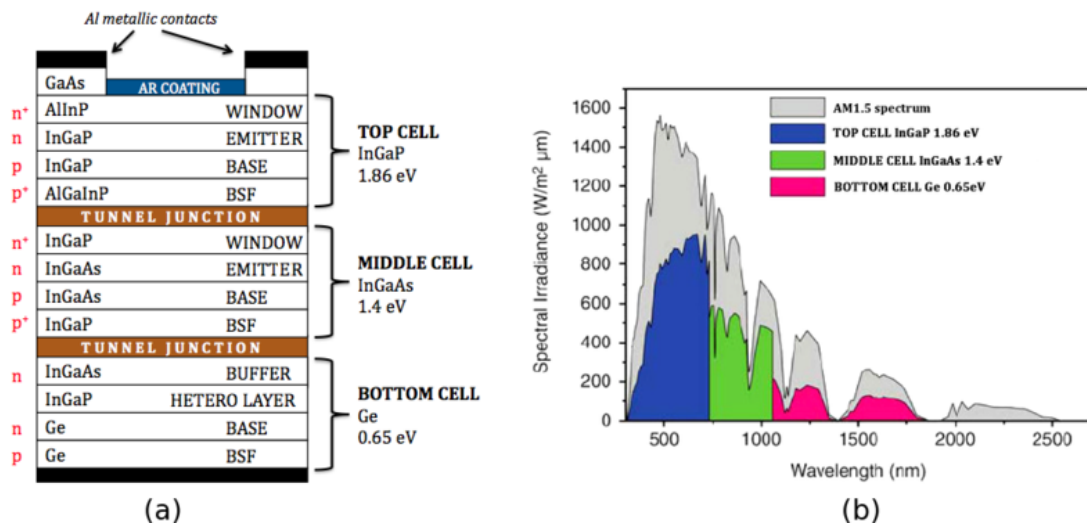 Al metallic contacts
GaAs
AR COATING
n+ AlInP WINDOW
n InGaP EMITTER
p InGaP BASE
p+ AlGaInP BSF
TOP CELL
InGaP
1.86 eV
TUNNEL JUNCTION
n+ InGaP WINDOW
n InGaAs EMITTER
p InGaAs BASE
p+ InGaP BSF
MIDDLE CELL
InGaAs
1.4 eV
TUNNEL JUNCTION
n InGaAs BUFFER
InGaP HETERO LAYER
n Ge BASE
p Ge BSF
BOTTOM CELL
Ge
0.65 eV
(a)
Spectral Irradiance (W/m² µm)
1600
1400
1200
1000
800
600
400
200
0
AM1.5 spectrum
TOP CELL InGaP 1.86 eV
MIDDLE CELL InGaAs 1.4 eV
BOTTOM CELL Ge 0.65eV
500 1000 1500 2000 2500
Wavelength (nm)
(b)